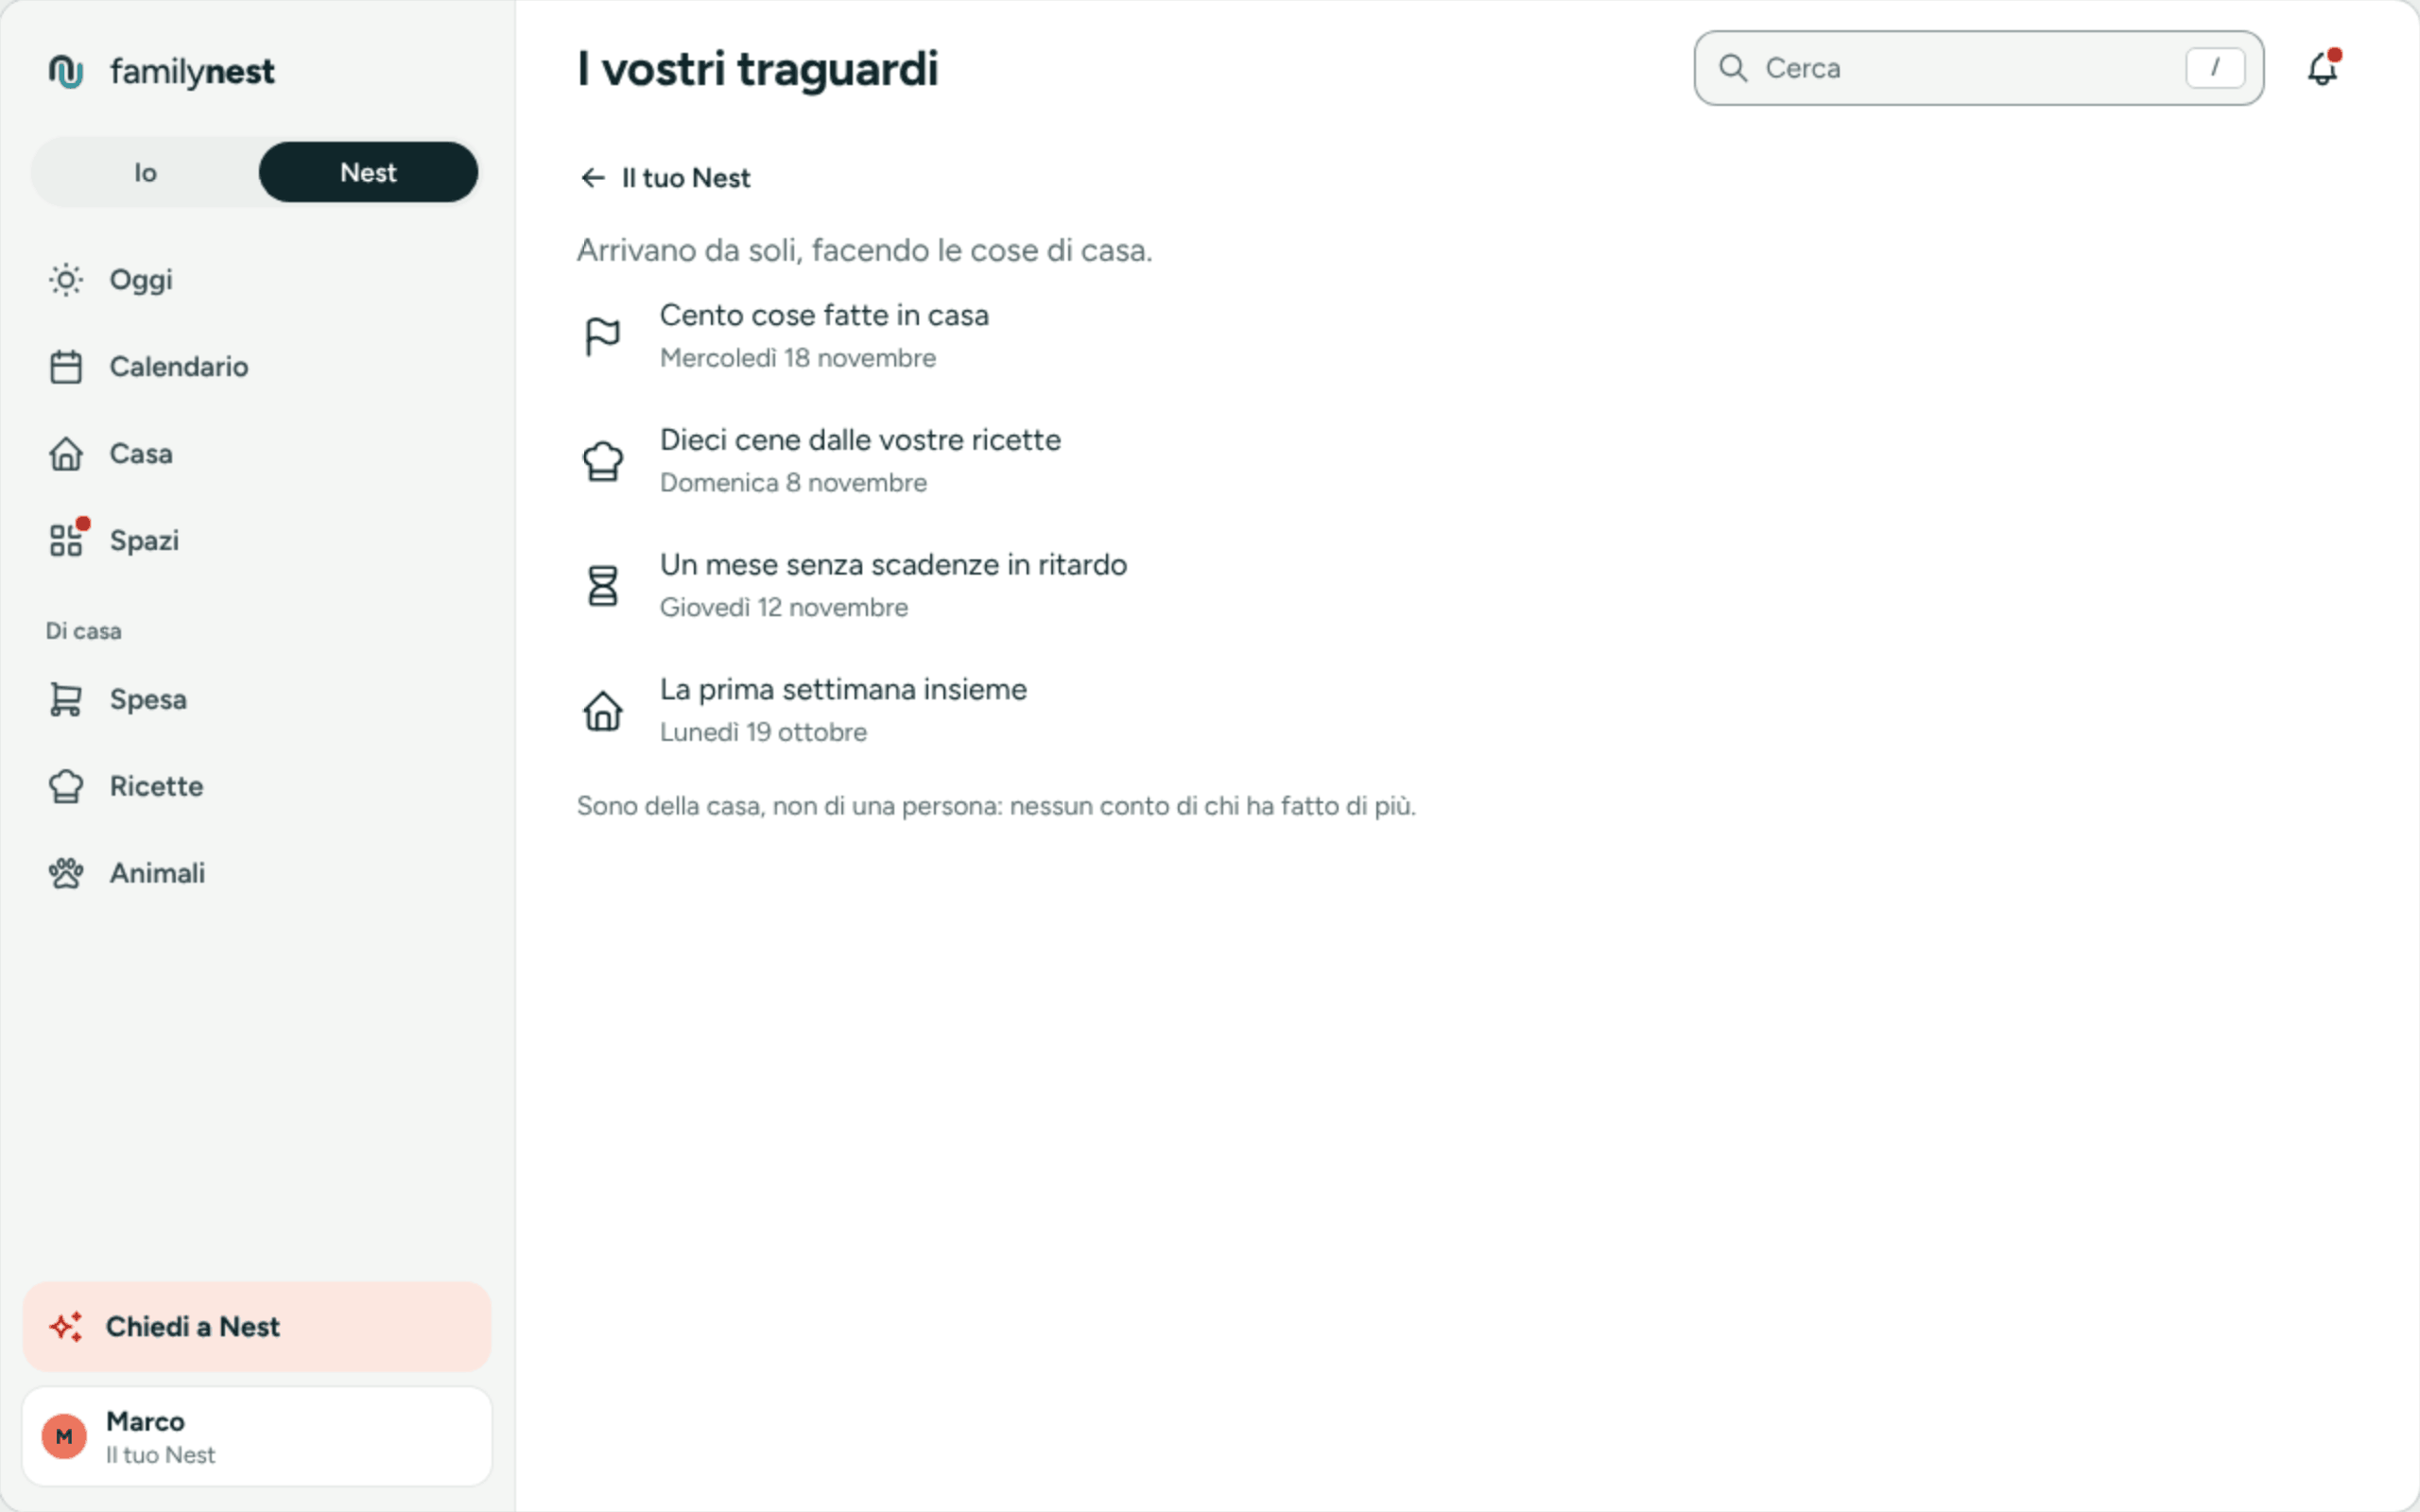 familynest
Io
Nest
Oggi
Calendario
Casa
Spazi
Di casa
Spesa
Ricette
Animali
Chiedi a Nest
M
Marco
Il tuo Nest
I vostri traguardi
Cerca
/
Il tuo Nest
Arrivano da soli, facendo le cose di casa.
Cento cose fatte in casa
Mercoledì 18 novembre
Dieci cene dalle vostre ricette
Domenica 8 novembre
Un mese senza scadenze in ritardo
Giovedì 12 novembre
La prima settimana insieme
Lunedì 19 ottobre
Sono della casa, non di una persona: nessun conto di chi ha fatto di più.